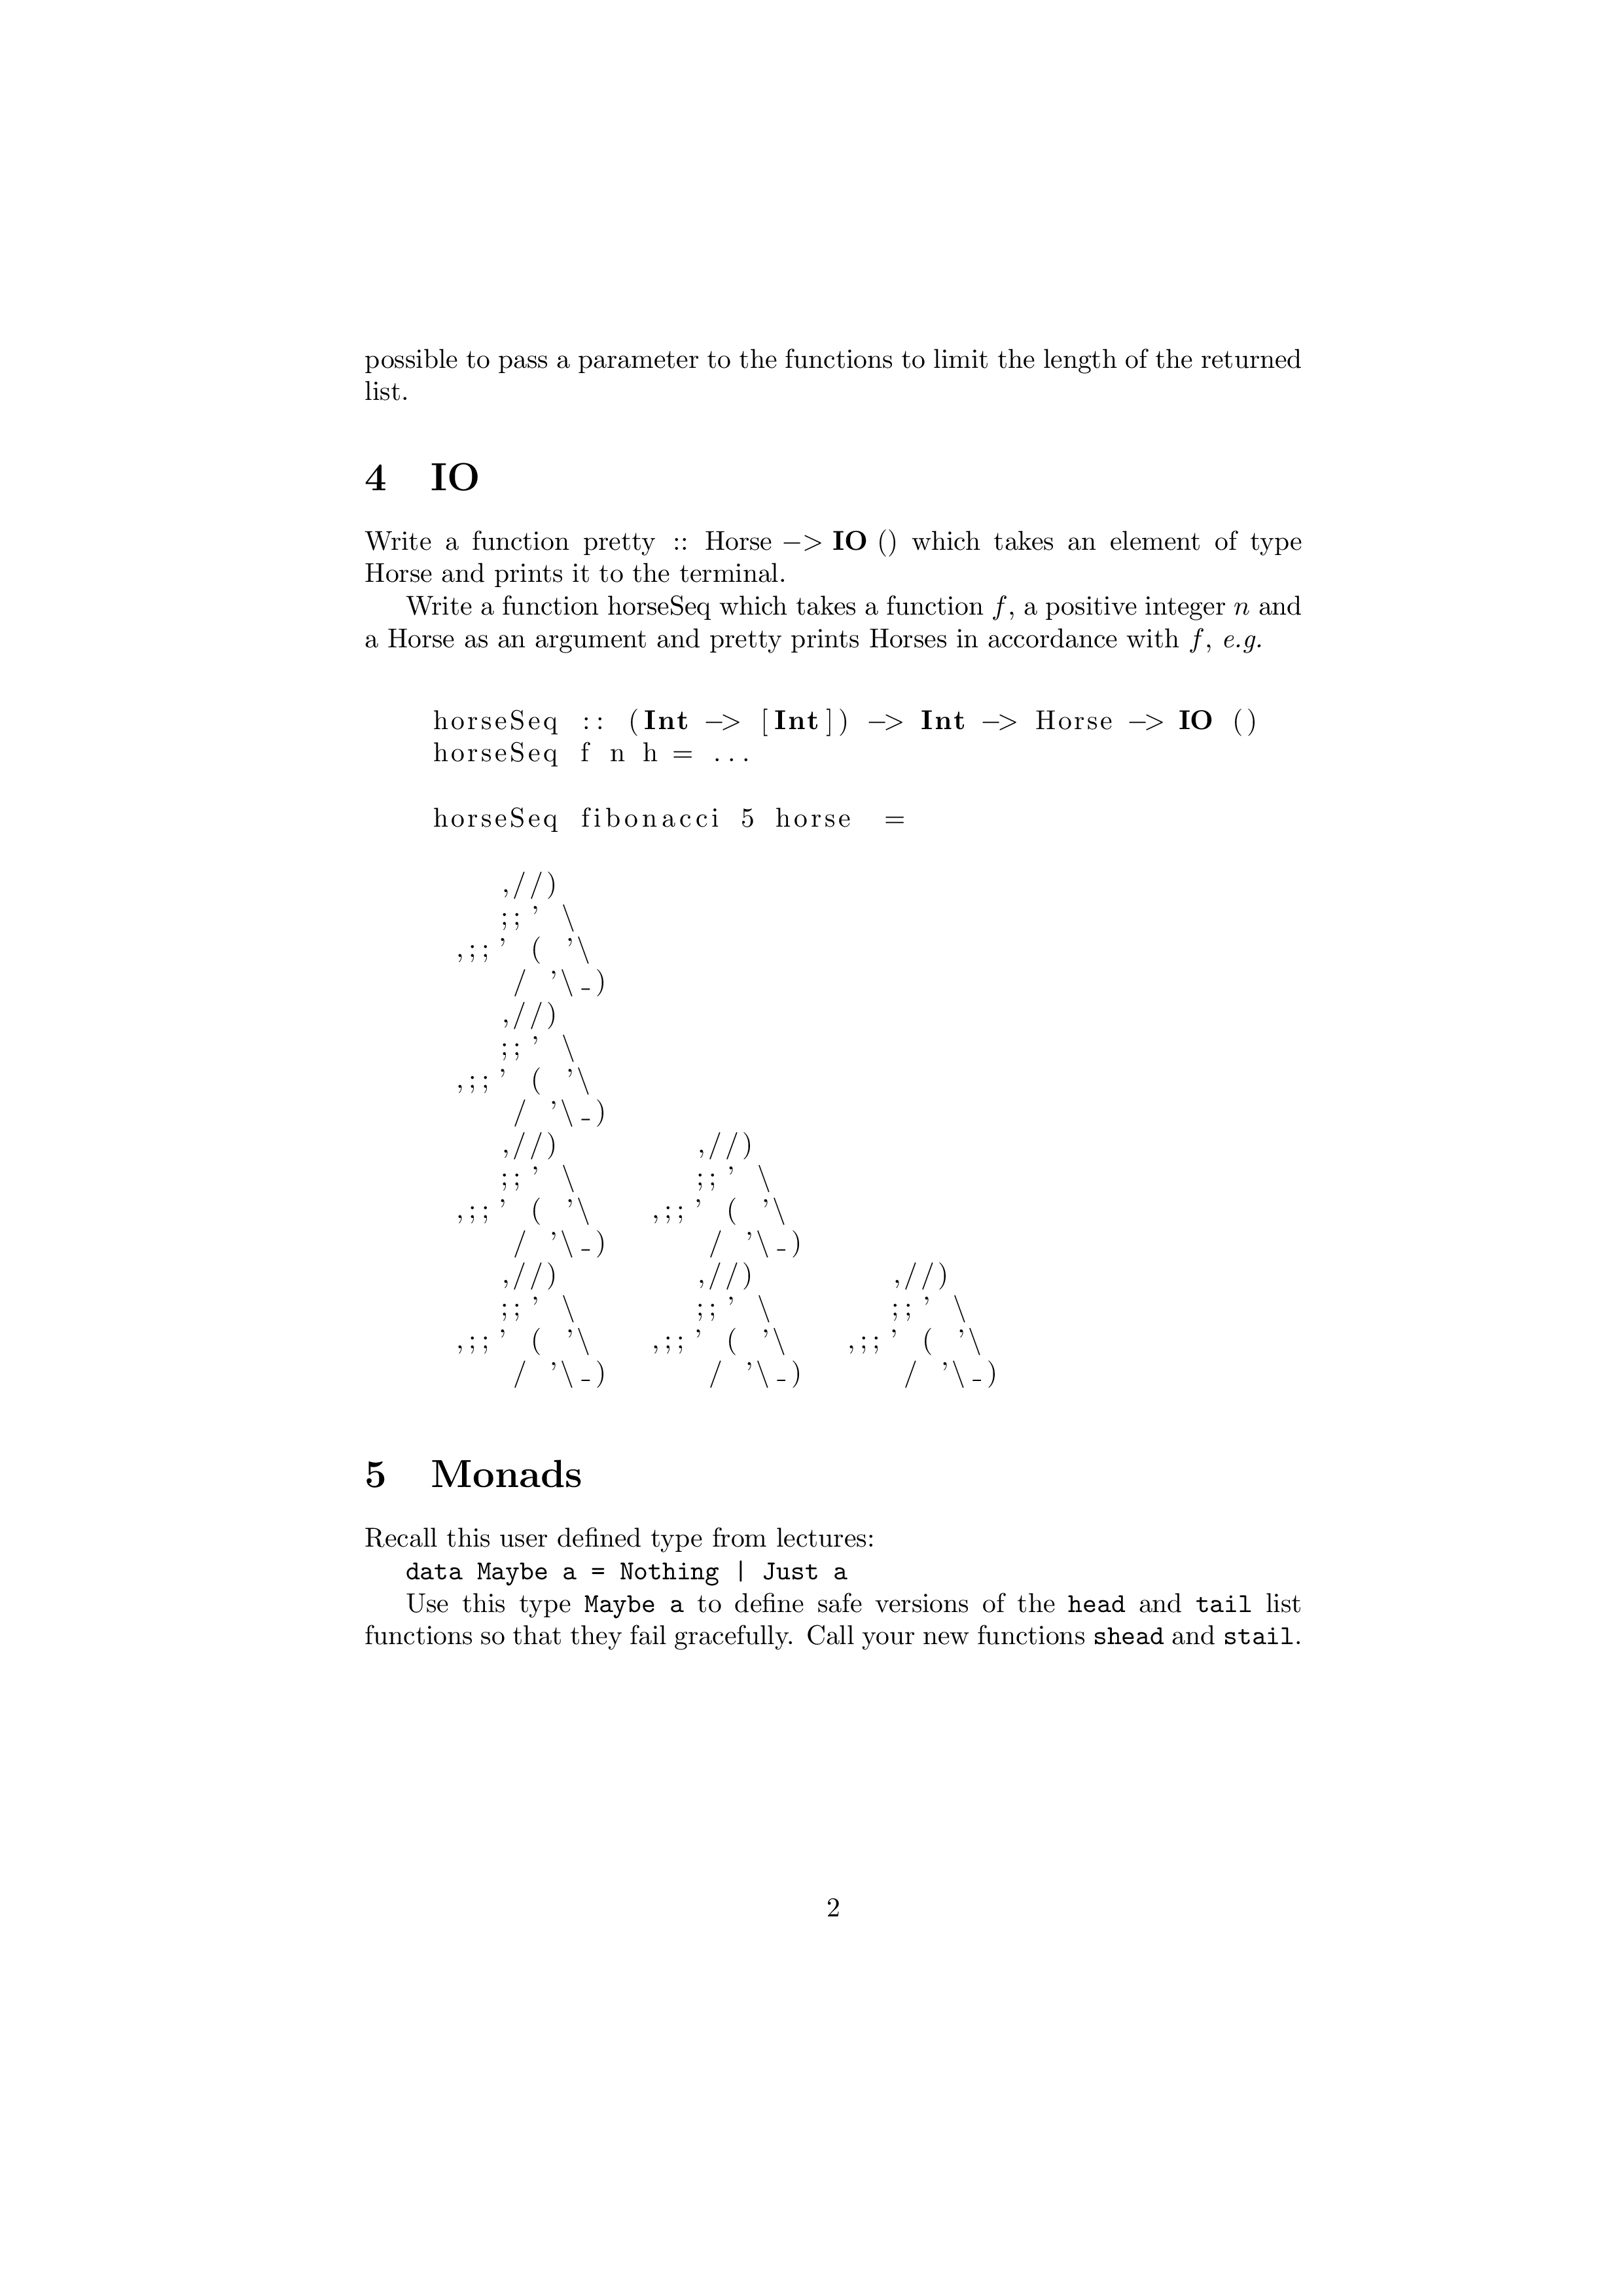 possible to pass a parameter to the functions to limit the length of the returned
list.
4 IO
Write a function pretty :: Horse −> IO () which takes an element of type
Horse and prints it to the terminal.
Write a function horseSeq which takes a function f, a positive integer n and
a Horse as an argument and pretty prints Horses in accordance with f, e.g.
horseSeq :: (Int −> [Int]) −> Int −> Horse −> IO ()
horseSeq f n h = ...
horseSeq fibonacci 5 horse =
     ,//)
     ;;' \
 ,;;' ( '\
      / '\_)
     ,//)
     ;;' \
 ,;;' ( '\
      / '\_)
     ,//)        ,//)
     ;;' \       ;;' \
 ,;;' ( '\   ,;;' ( '\
      / '\_)      / '\_)
     ,//)        ,//)        ,//)
     ;;' \       ;;' \       ;;' \
 ,;;' ( '\   ,;;' ( '\   ,;;' ( '\
      / '\_)      / '\_)      / '\_)
5 Monads
Recall this user defined type from lectures:
data Maybe a = Nothing | Just a
Use this type Maybe a to define safe versions of the head and tail list
functions so that they fail gracefully. Call your new functions shead and stail.
2